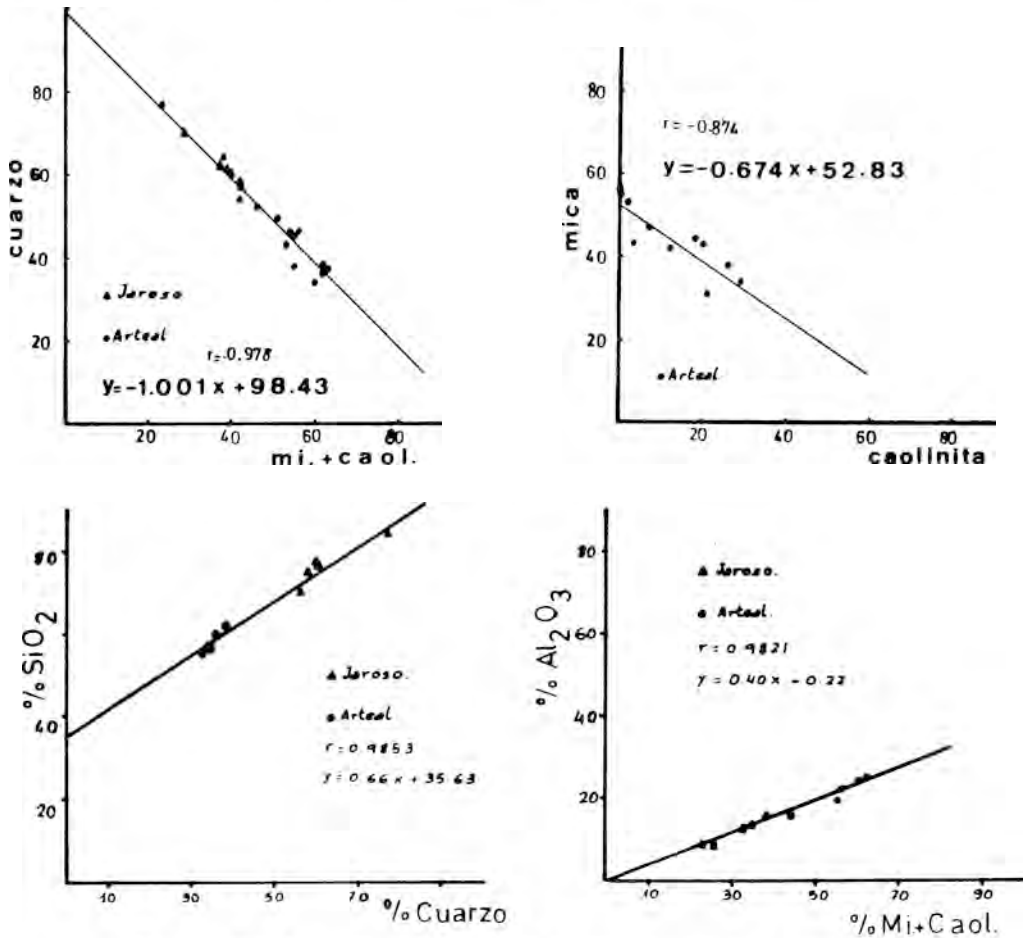 80
60
40
20
cuarzo
▲ Jaroso
• Arteal
r=-0.978
y=-1.001x+98.43
20 40 60 80
mi.+caol.
80
60
40
20
mica
r=-0.874
y=-0.674x+52.83
• Arteal
20 60 80
caolinita
80
40
20
% SiO2
▲ Jaroso.
• Arteal
r=0.9853
y=0.66x+35.63
10 30 50 70
% Cuarzo
80
60
40
20
% Al2O3
▲ Jaroso.
• Arteal.
r=0.9821
y=0.40x-0.22
10 30 50 70 90
% Mi+Caol.